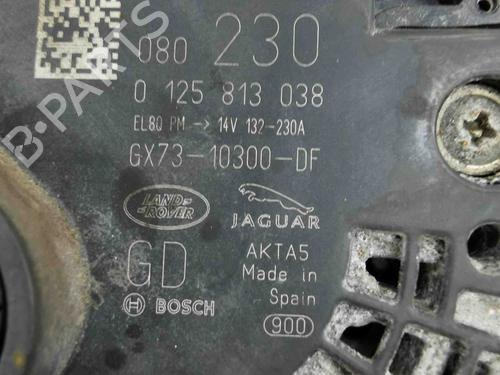 080 230
0 125 813 038
EL80 PM -> 14V 132-230A
GX73-10300-DF
LAND-ROVER
JAGUAR
GD AKTA5
Made in
Spain
BOSCH
900
B-PARTS